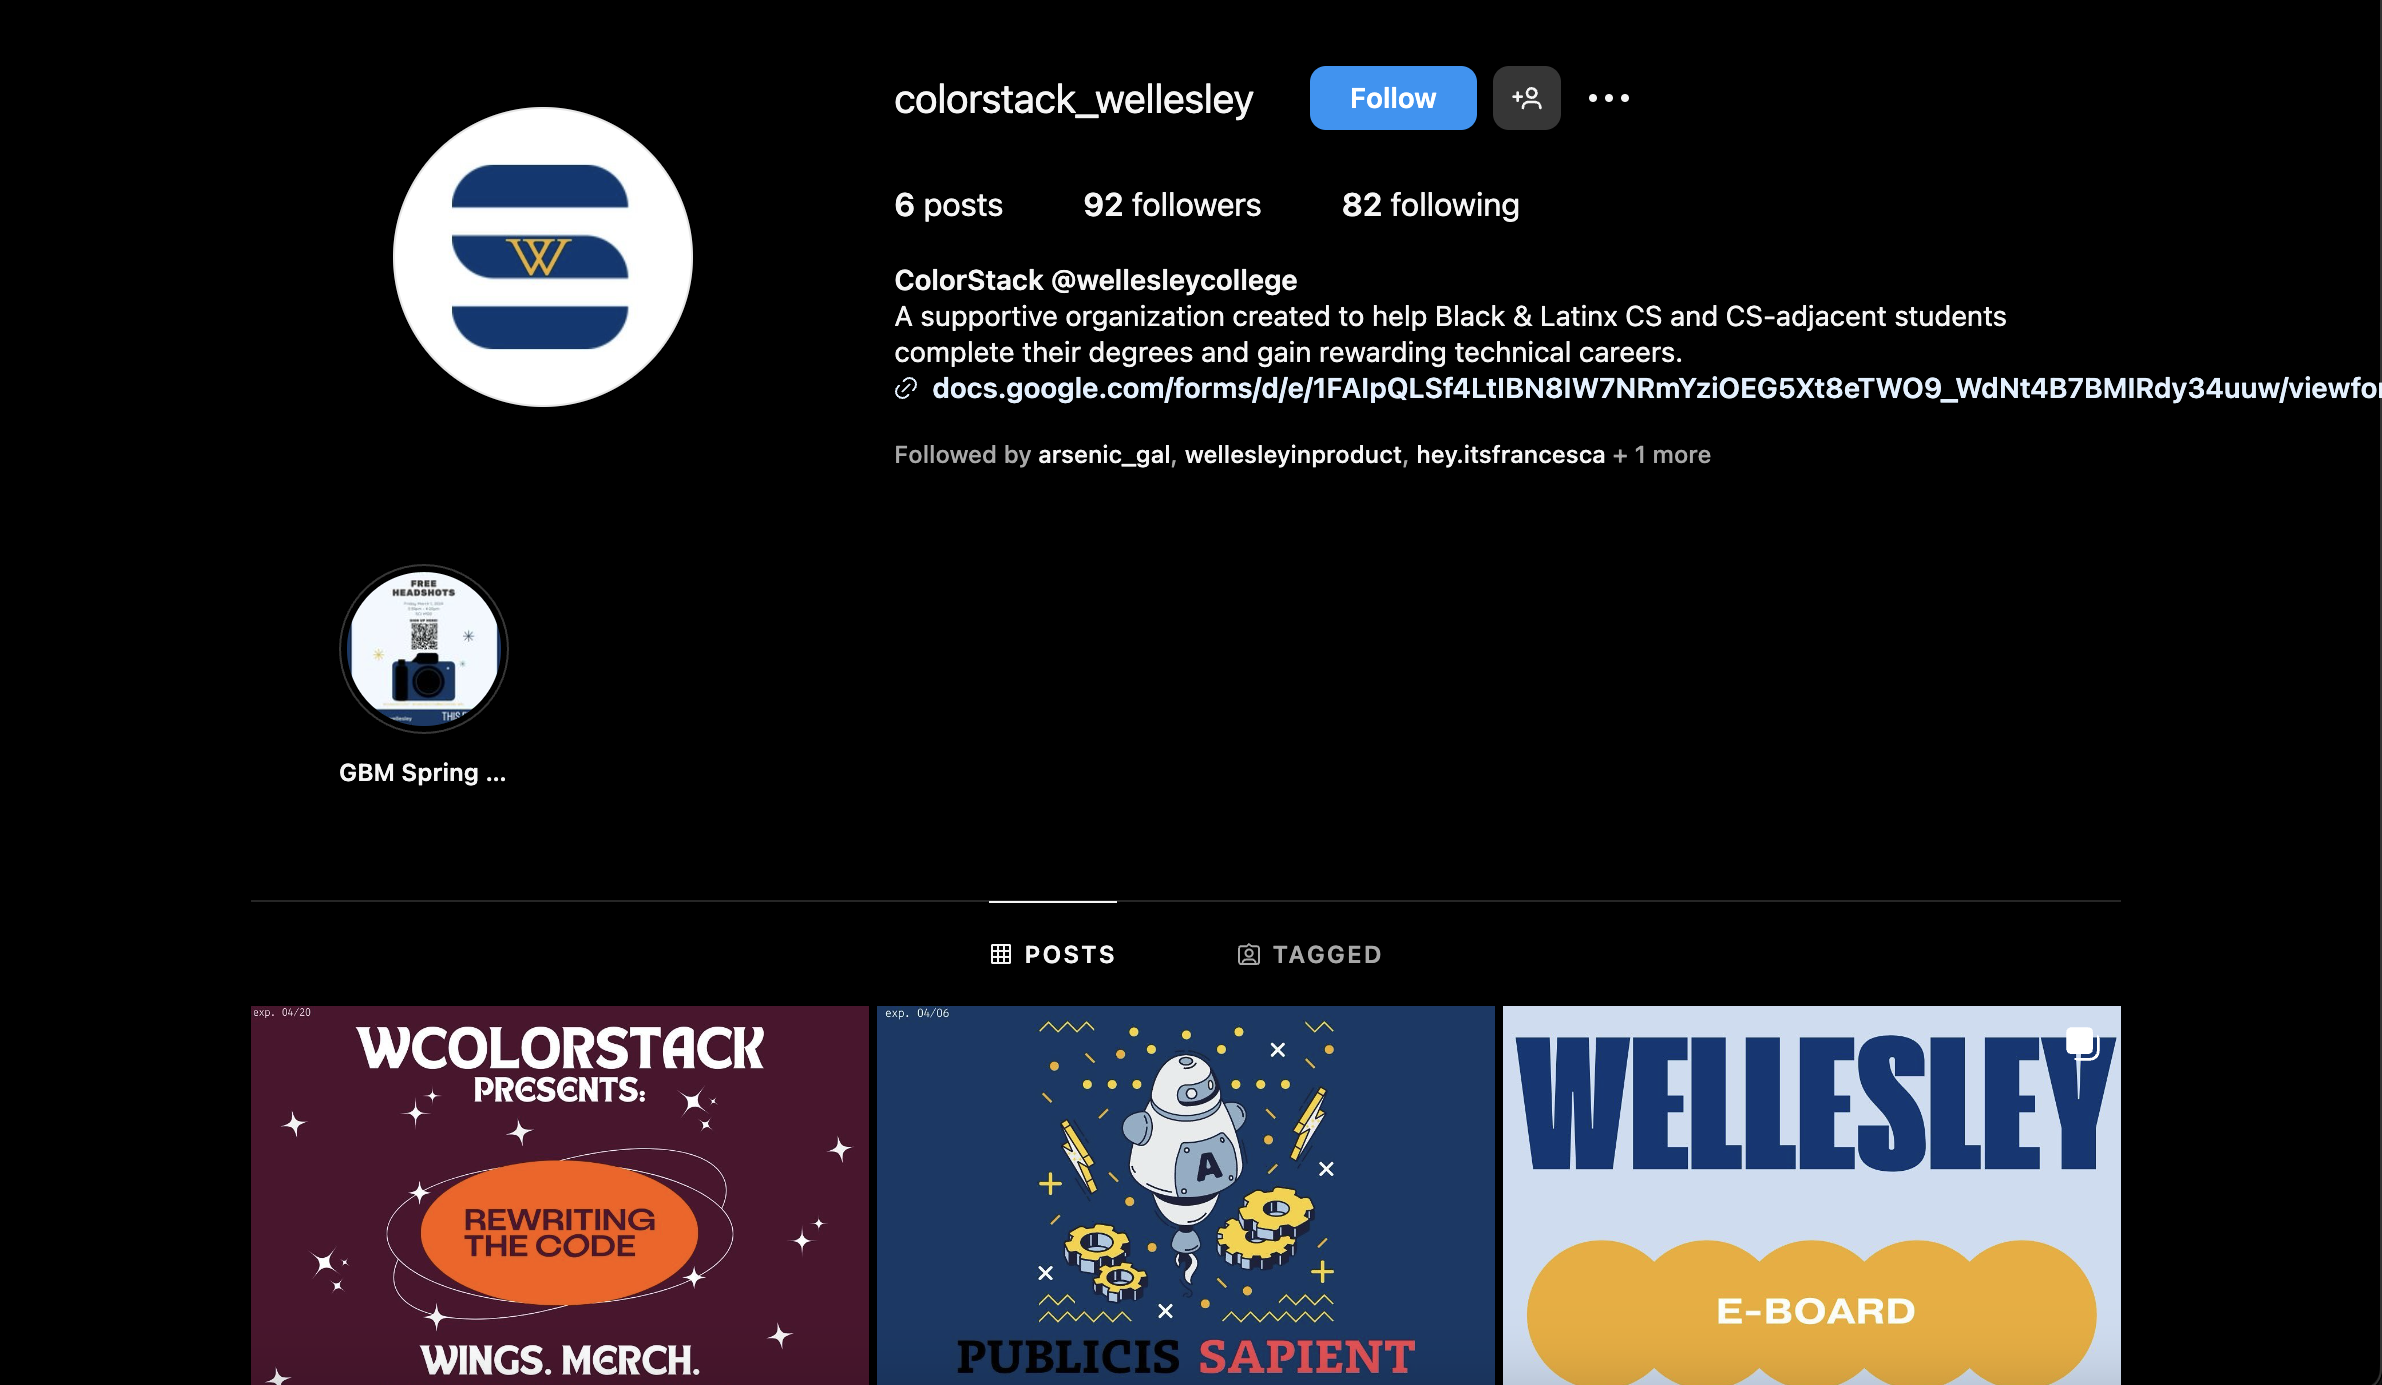 colorstack_wellesley
Follow
6 posts 92 followers 82 following
ColorStack @wellesleycollege
A supportive organization created to help Black & Latinx CS and CS-adjacent students
complete their degrees and gain rewarding technical careers.
docs.google.com/forms/d/e/1FAIpQLSf4LtIBN8IW7NRmYziOEG5Xt8eTWO9_WdNt4B7BMIRdy34uuw/viewfor
Followed by arsenic_gal, wellesleyinproduct, hey.itsfrancesca + 1 more
W
FREE
HEADSHOTS
GBM Spring ...
POSTS
TAGGED
exp. 04/20
WCOLORSTACK
PRESENTS:
REWRITING
THE CODE
WINGS. MERCH.
exp. 04/06
A
PUBLICIS SAPIENT
WELLESLEY
E-BOARD